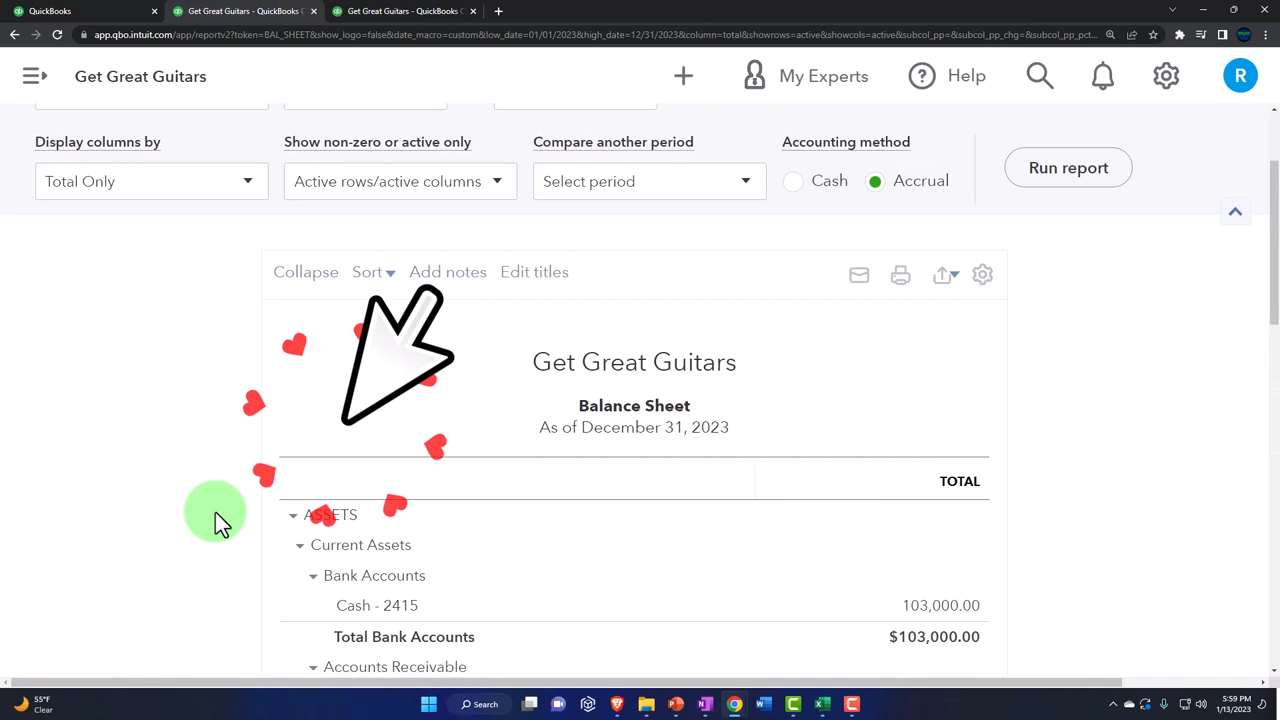 QuickBooks
Get Great Guitars - QuickBooks C
Get Great Guitars - QuickBooks C
app.qbo.intuit.com/app/reportv2?token=BAL_SHEET&show_logo=false&date_macro=custom&low_date=01/01/2023&high_date=12/31/2023&column=total&showrows=active&showcols=active&subcol_pp=&subcol_pp_chg=&subcol_pp_pct...
Get Great Guitars
My Experts
Help
R
Display columns by
Show non-zero or active only
Compare another period
Accounting method
Total Only
Active rows/active columns
Select period
Cash
Accrual
Run report
Collapse
Sort
Add notes
Edit titles
Get Great Guitars
Balance Sheet
As of December 31, 2023
TOTAL
ASSETS
Current Assets
Bank Accounts
Cash - 2415 103,000.00
Total Bank Accounts $103,000.00
Accounts Receivable
55°F
Clear
Search
5:59 PM
1/13/2023